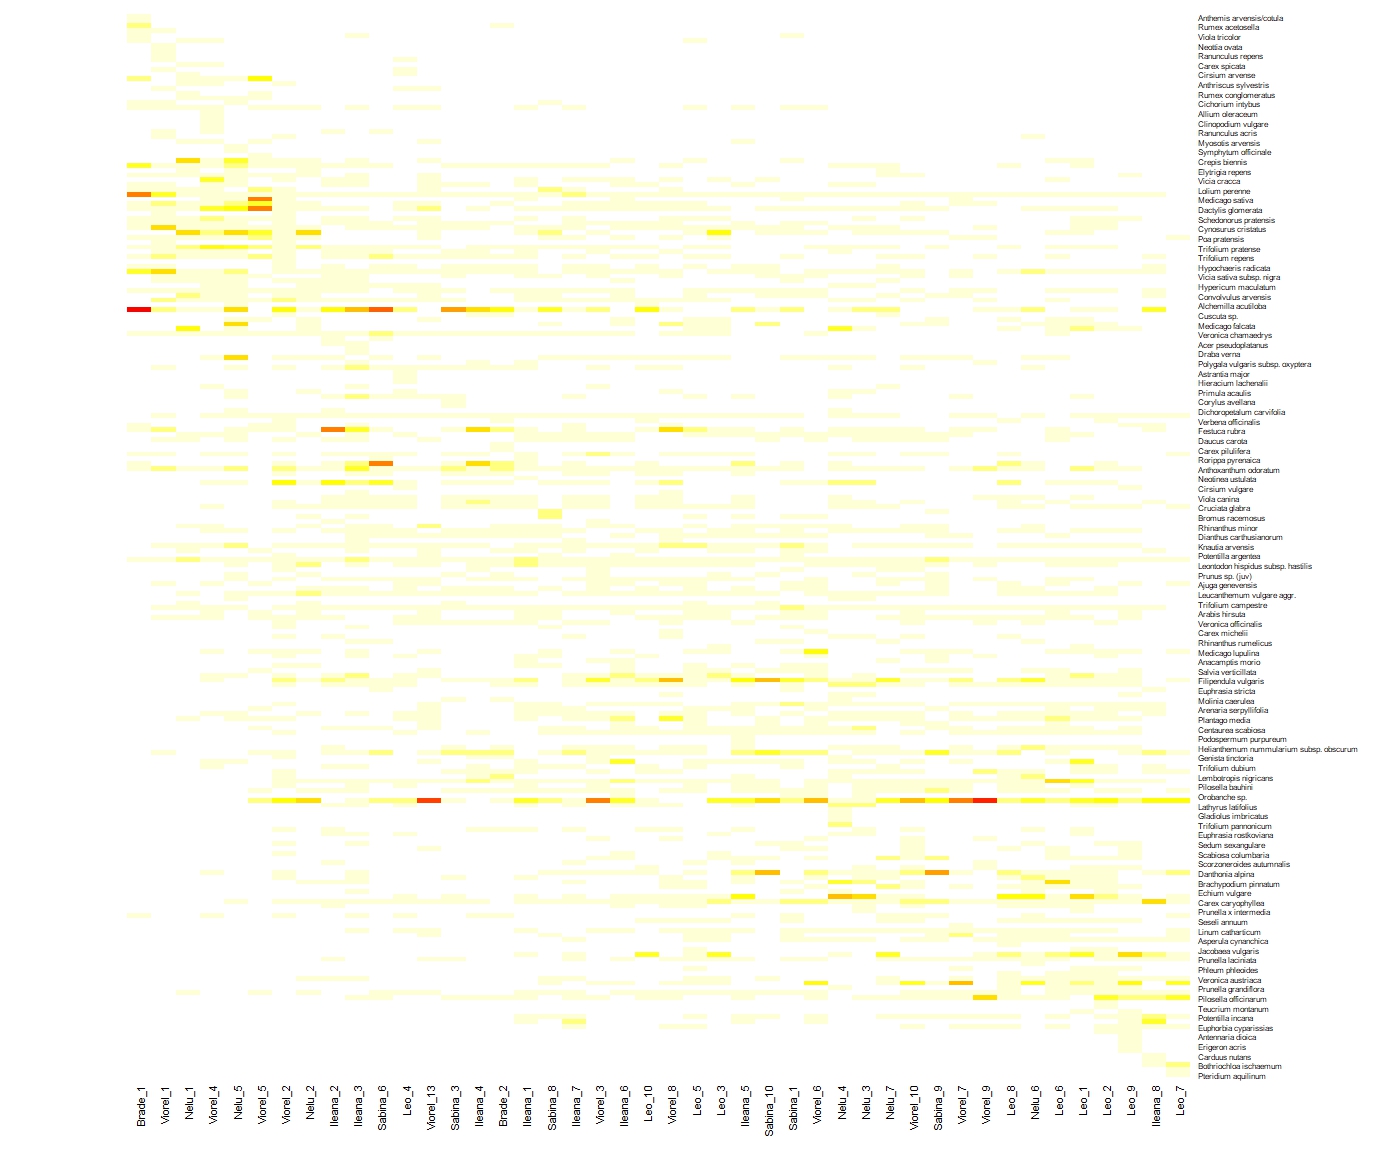 Anthemis arvensis/cotula
Rumex acetosella
Viola tricolor
Neottia ovata
Ranunculus repens
Carex spicata
Cirsium arvense
Anthriscus sylvestris
Rumex conglomeratus
Cichorium intybus
Allium oleraceum
Clinopodium vulgare
Ranunculus acris
Myosotis arvensis
Symphytum officinale
Crepis biennis
Elytrigia repens
Vicia cracca
Lolium perenne
Medicago sativa
Dactylis glomerata
Schedonorus pratensis
Cynosurus cristatus
Poa pratensis
Trifolium pratense
Trifolium repens
Hypochaeris radicata
Vicia sativa subsp. nigra
Hypericum maculatum
Convolvulus arvensis
Alchemilla acutiloba
Cuscuta sp.
Medicago falcata
Veronica chamaedrys
Acer pseudoplatanus
Draba verna
Polygala vulgaris subsp. oxyptera
Astrantia major
Hieracium lachenalii
Primula acaulis
Corylus avellana
Dichoropetalum carvifolia
Verbena officinalis
Festuca rubra
Daucus carota
Carex pilulifera
Rorippa pyrenaica
Anthoxanthum odoratum
Neotinea ustulata
Cirsium vulgare
Viola canina
Cruciata glabra
Bromus racemosus
Rhinanthus minor
Dianthus carthusianorum
Knautia arvensis
Potentilla argentea
Leontodon hispidus subsp. hastilis
Prunus sp. (juv)
Ajuga genevensis
Leucanthemum vulgare aggr.
Trifolium campestre
Arabis hirsuta
Veronica officinalis
Carex michelii
Rhinanthus rumelicus
Medicago lupulina
Anacamptis morio
Salvia verticillata
Filipendula vulgaris
Euphrasia stricta
Molinia caerulea
Arenaria serpyllifolia
Plantago media
Centaurea scabiosa
Podospermum purpureum
Helianthemum nummularium subsp. obscurum
Genista tinctoria
Trifolium dubium
Lembotropis nigricans
Pilosella bauhini
Orobanche sp.
Lathyrus latifolius
Gladiolus imbricatus
Trifolium pannonicum
Euphrasia rostkoviana
Sedum sexangulare
Scabiosa columbaria
Scorzoneroides autumnalis
Danthonia alpina
Brachypodium pinnatum
Echium vulgare
Carex caryophyllea
Prunella x intermedia
Seseli annuum
Linum catharticum
Asperula cynanchica
Jacobaea vulgaris
Prunella laciniata
Phleum phleoides
Veronica austriaca
Prunella grandiflora
Pilosella officinarum
Teucrium montanum
Potentilla incana
Euphorbia cyparissias
Antennaria dioica
Erigeron acris
Carduus nutans
Bothriochloa ischaemum
Pteridium aquilinum
Brade_1
Viorel_1
Nelu_1
Viorel_4
Nelu_5
Viorel_5
Viorel_2
Nelu_2
Ileana_2
Ileana_3
Sabina_6
Leo_4
Viorel_13
Sabina_3
Ileana_4
Brade_2
Ileana_1
Sabina_8
Ileana_7
Viorel_3
Ileana_6
Leo_10
Viorel_8
Leo_5
Leo_3
Ileana_5
Sabina_10
Sabina_1
Viorel_6
Nelu_4
Nelu_3
Nelu_7
Viorel_10
Sabina_9
Viorel_7
Viorel_9
Leo_8
Nelu_6
Leo_6
Leo_1
Leo_2
Leo_9
Ileana_8
Leo_7